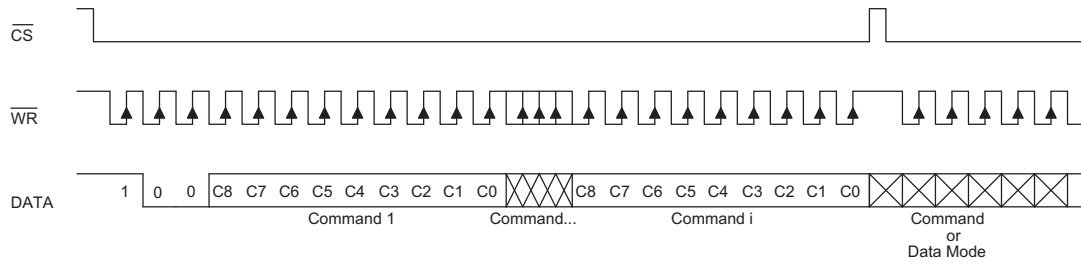 CS
WR
DATA
1 0 0 C8 C7 C6 C5 C4 C3 C2 C1 C0 C8 C7 C6 C5 C4 C3 C2 C1 C0
Command 1 Command... Command i Command
or
Data Mode